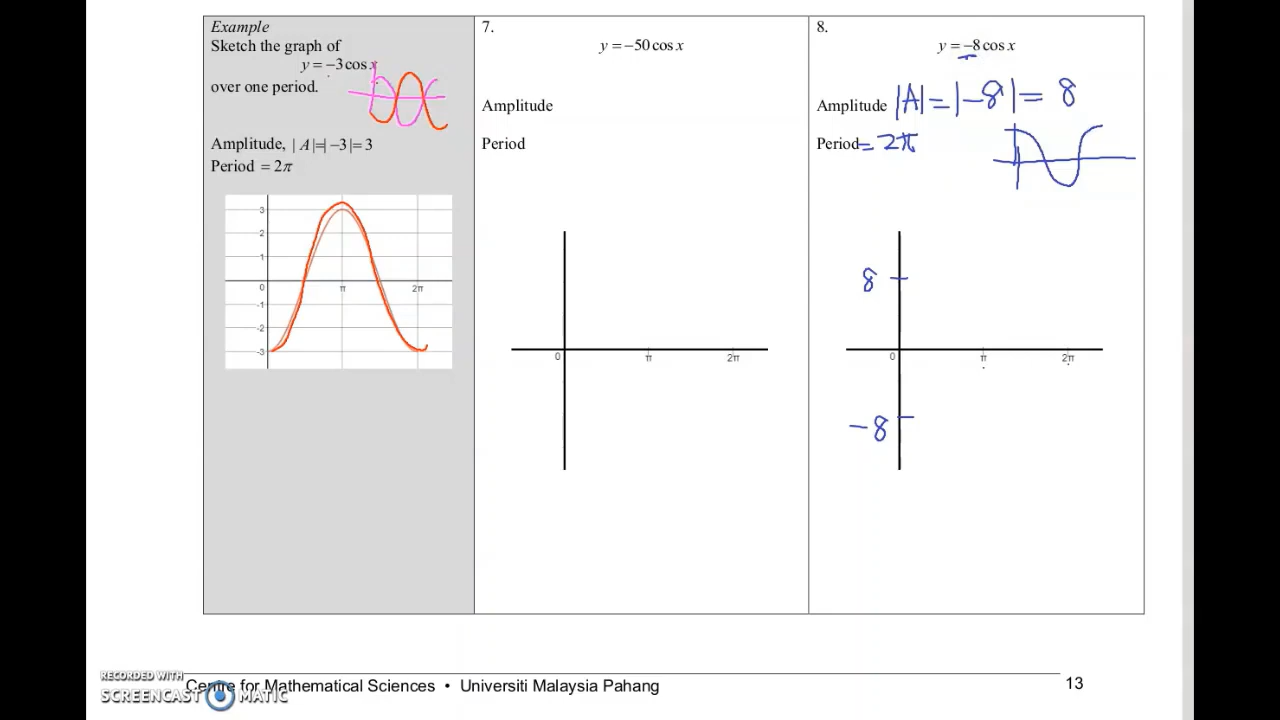 Example
Sketch the graph of
y = −3cos x
over one period.
Amplitude, | A |=| −3 |= 3
Period = 2π
3
2
1
0
π
2π
-1
-2
-3
7.
y = −50 cos x
Amplitude
Period
0
π
2π
8.
y = −8 cos x
Amplitude |A| = |−8| = 8
Period = 2π
8
0
π
2π
−8
RECORDED WITH
SCREENCAST MATIC
Centre for Mathematical Sciences • Universiti Malaysia Pahang
13